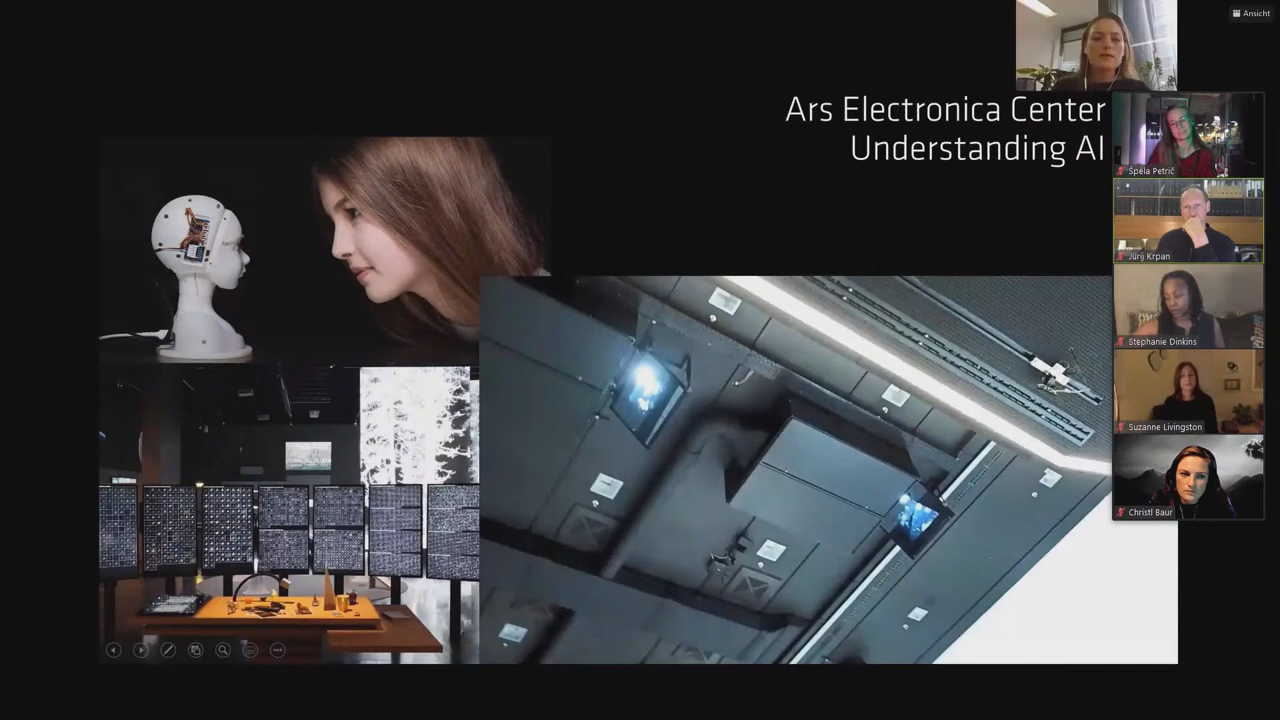 Ansicht
Ars Electronica Center
Understanding AI
Špela Petrič
Jurij Krpan
Stephanie Dinkins
Suzanne Livingston
Christl Baur